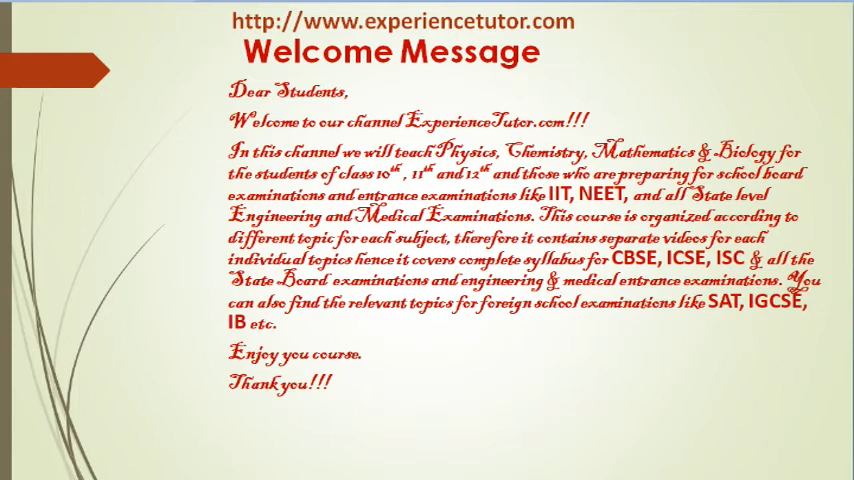 http://www.experiencetutor.com
Welcome Message
Dear Students,
Welcome to our channel ExperienceTutor.com!!!
In this channel we will teach Physics, Chemistry, Mathematics & Biology for
the students of class 10th , 11th and 12th and those who are preparing for school board
examinations and entrance examinations like IIT, NEET, and all State level
Engineering and Medical Examinations. This course is organized according to
different topic for each subject, therefore it contains separate videos for each
individual topics hence it covers complete syllabus for CBSE, ICSE, ISC & all the
State Board examinations and engineering & medical entrance examinations. You
can also find the relevant topics for foreign school examinations like SAT, IGCSE,
IB etc.
Enjoy you course.
Thank you!!!